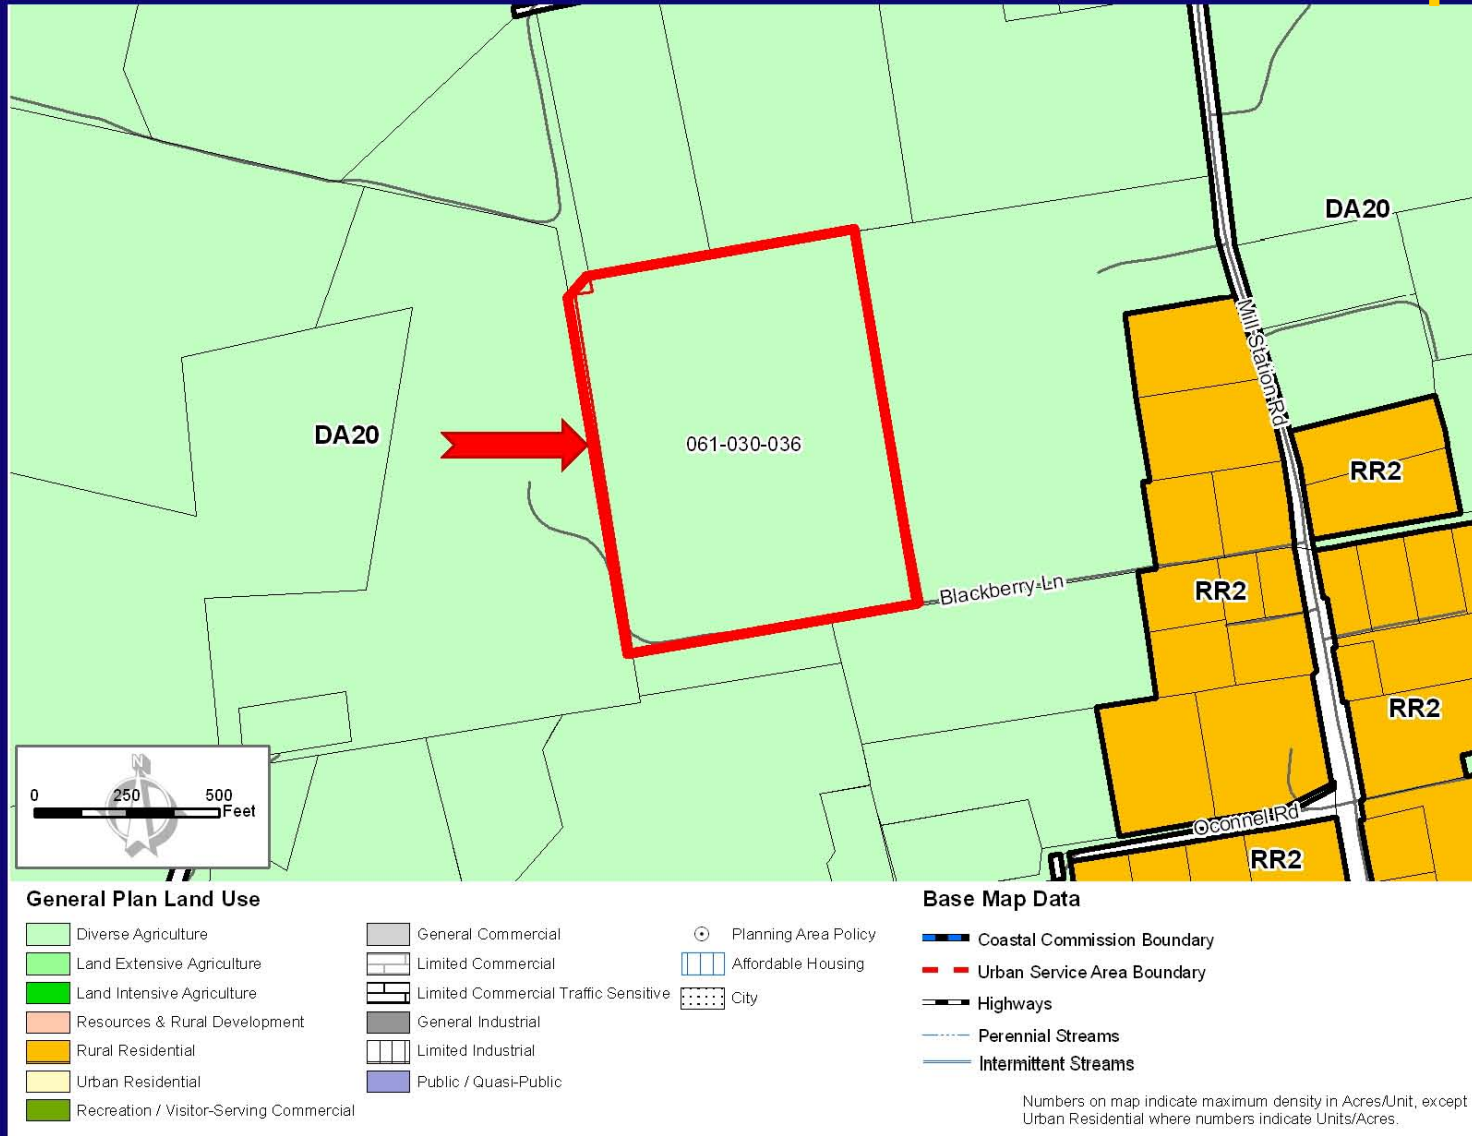 DA20
Mill Station Rd
DA20
061-030-036
RR2
Blackberry Ln
RR2
RR2
N
0 250 500
Feet
Oconnel Rd
RR2
General Plan Land Use
Diverse Agriculture
Land Extensive Agriculture
Land Intensive Agriculture
Resources & Rural Development
Rural Residential
Urban Residential
Recreation / Visitor-Serving Commercial
General Commercial
Limited Commercial
Limited Commercial Traffic Sensitive
General Industrial
Limited Industrial
Public / Quasi-Public
Planning Area Policy
Affordable Housing
City
Base Map Data
Coastal Commission Boundary
Urban Service Area Boundary
Highways
Perennial Streams
Intermittent Streams
Numbers on map indicate maximum density in Acres/Unit, except
Urban Residential where numbers indicate Units/Acres.